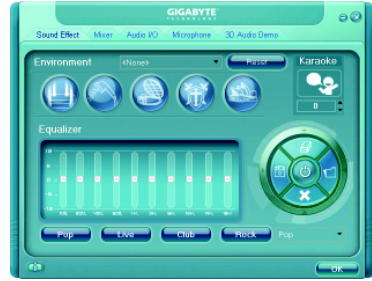 GIGABYTE
TECHNOLOGY
Sound Effect Mixer Audio I/O Microphone 3D Audio Demo
Environment <None> Reset Karaoke
0
Equalizer
Pop Live Club Rock Pop
OK